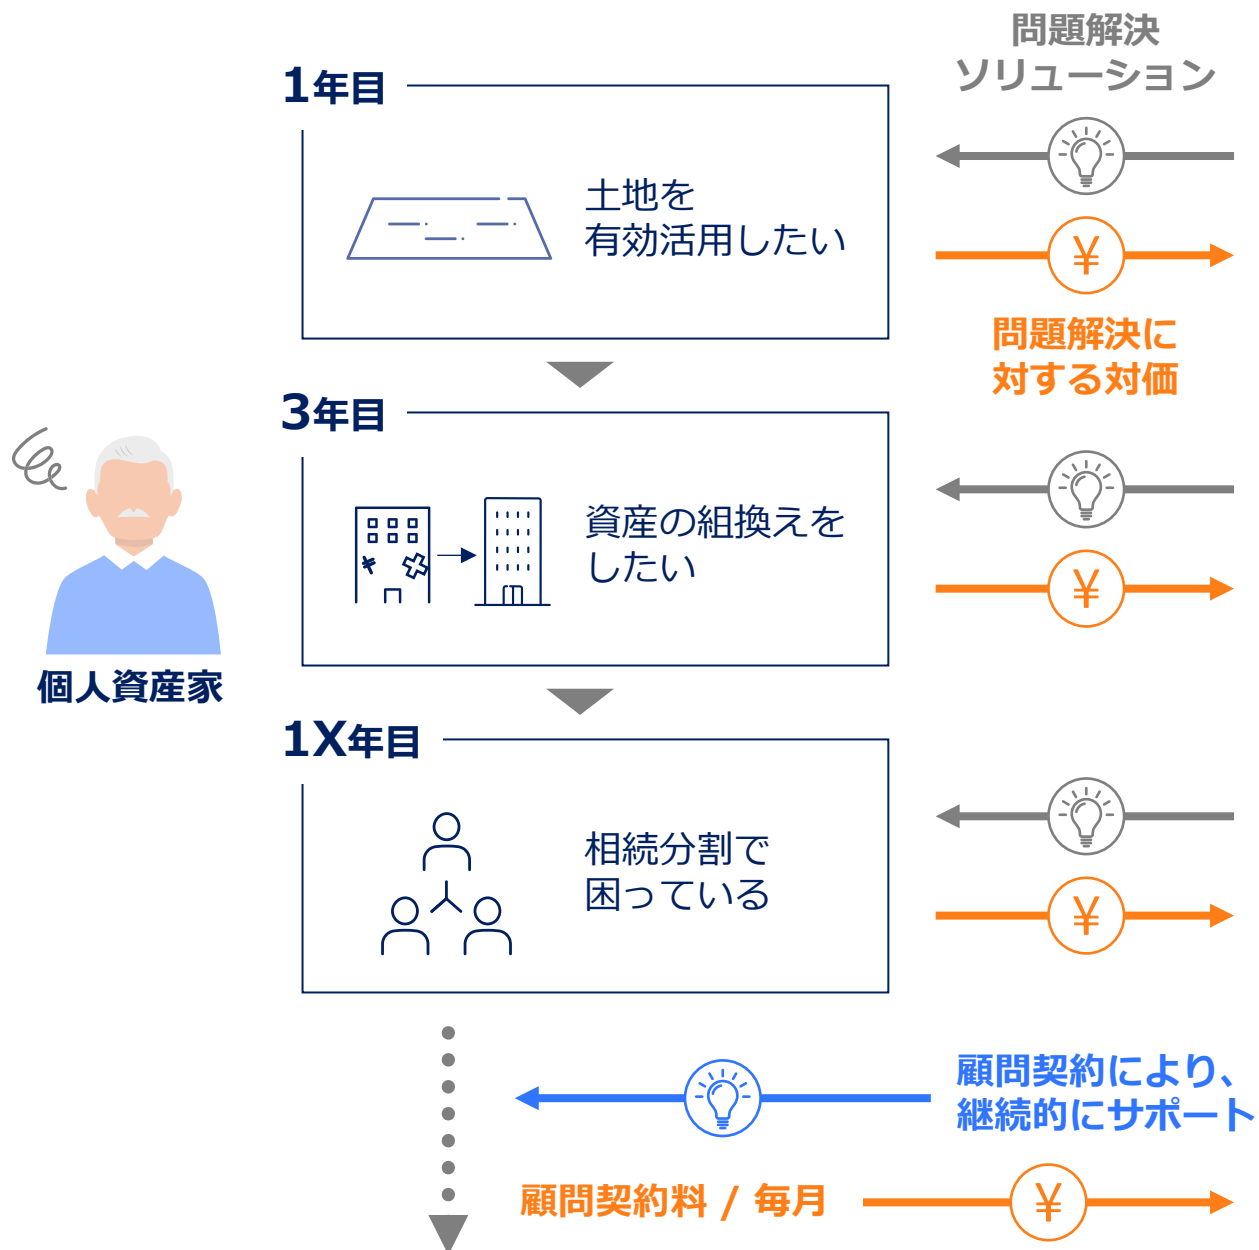 問題解決
ソリューション
1年目
土地を
有効活用したい
¥
問題解決に
対する対価
3年目
資産の組換えを
したい
¥
個人資産家
1X年目
相続分割で
困っている
¥
顧問契約により、
継続的にサポート
顧問契約料 / 毎月
¥